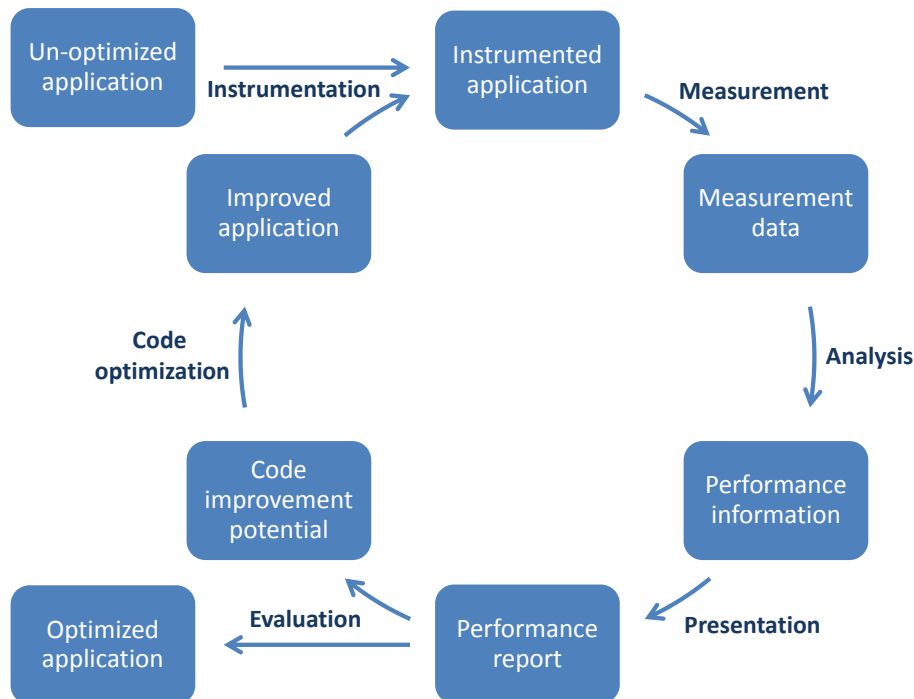 Un-optimized
application
Instrumentation
Instrumented
application
Measurement
Improved
application
Measurement
data
Code
optimization
Analysis
Code
improvement
potential
Performance
information
Optimized
application
Evaluation
Performance
report
Presentation